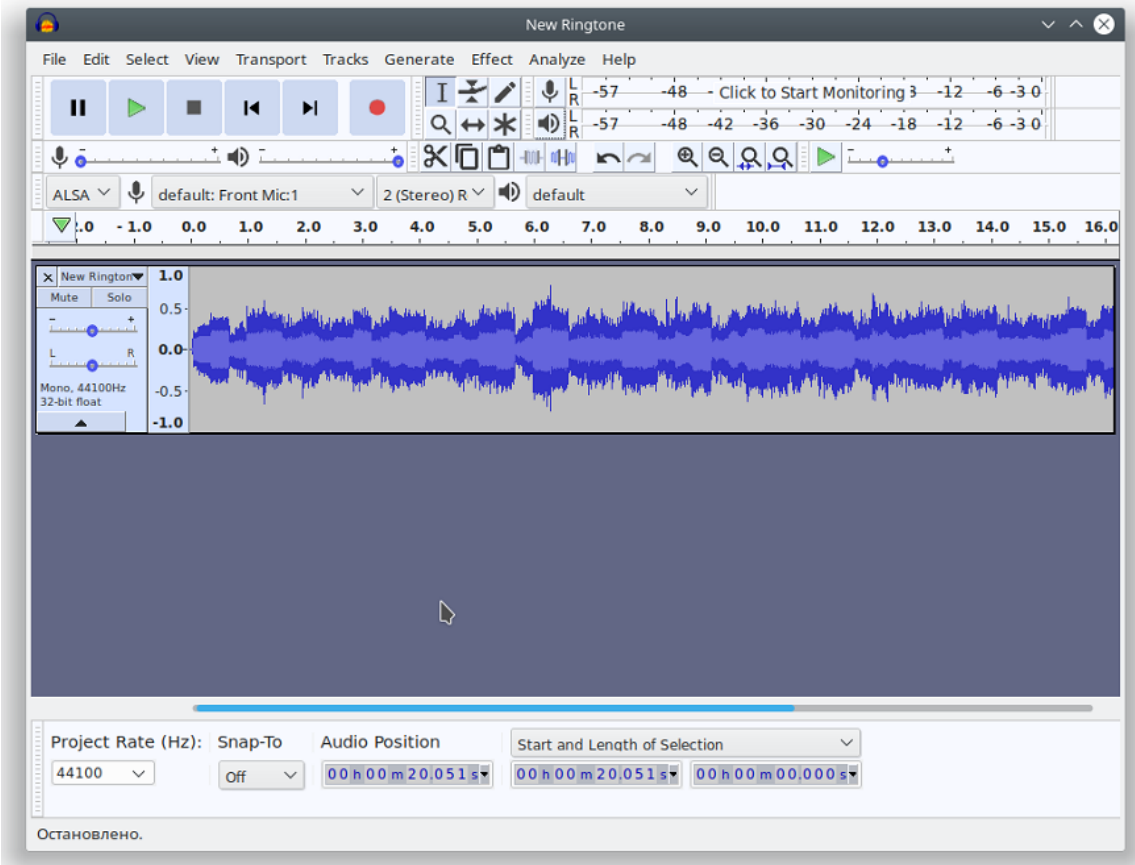 New Ringtone
File Edit Select View Transport Tracks Generate Effect Analyze Help
L
R
-57 -48 - Click to Start Monitoring 3 -12 -6 -3 0
L
R
-57 -48 -42 -36 -30 -24 -18 -12 -6 -3 0
- +
- +
- +
ALSA
default: Front Mic:1
2 (Stereo) R
default
2.0 - 1.0 0.0 1.0 2.0 3.0 4.0 5.0 6.0 7.0 8.0 9.0 10.0 11.0 12.0 13.0 14.0 15.0 16.0
X New Rington
Mute Solo
- +
L R
Mono, 44100Hz
32-bit float
1.0
0.5
0.0
-0.5
-1.0
Project Rate (Hz): Snap-To Audio Position Start and Length of Selection
44100 Off 00 h 00 m 20.051 s 00 h 00 m 20.051 s 00 h 00 m 00.000 s
Остановлено.